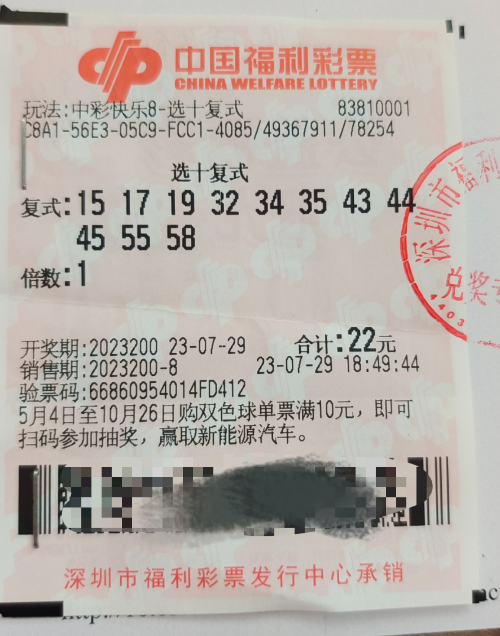 中国福利彩票
CHINA WELFARE LOTTERY
玩法:中彩快乐8-选十复式 83810001
C8A1-56E3-05C9-FCC1-4085/49367911/78254
选十复式
复式:15 17 19 32 34 35 43 44
45 55 58
倍数:1
深圳市福利
兑奖专
4403
开奖期:2023200 23-07-29 合计:22元
销售期:2023200-8 23-07-29 18:49:44
验票码:66860954014FD412
5月4日至10月26日购双色球单票满10元，即可
扫码参加抽奖，赢取新能源汽车。
深圳市福利彩票发行中心承销